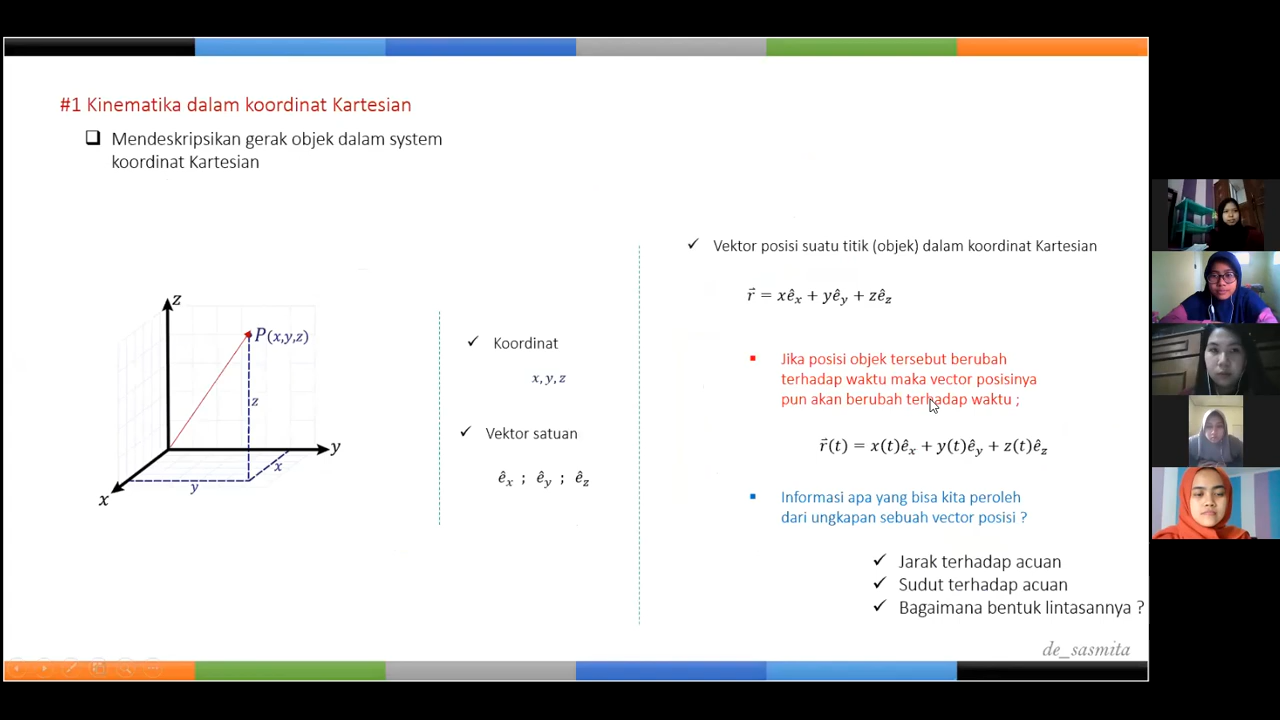 #1 Kinematika dalam koordinat Kartesian
Mendeskripsikan gerak objek dalam system
koordinat Kartesian
z
P(x,y,z)
z
y
x
y
x
Koordinat
x, y, z
Vektor satuan
êₓ ; ê_y ; ê_z
Vektor posisi suatu titik (objek) dalam koordinat Kartesian
r⃗ = xêₓ + yê_y + zê_z
Jika posisi objek tersebut berubah
terhadap waktu maka vector posisinya
pun akan berubah terhadap waktu ;
r⃗(t) = x(t)êₓ + y(t)ê_y + z(t)ê_z
Informasi apa yang bisa kita peroleh
dari ungkapan sebuah vector posisi ?
Jarak terhadap acuan
Sudut terhadap acuan
Bagaimana bentuk lintasannya ?
de_sasmita